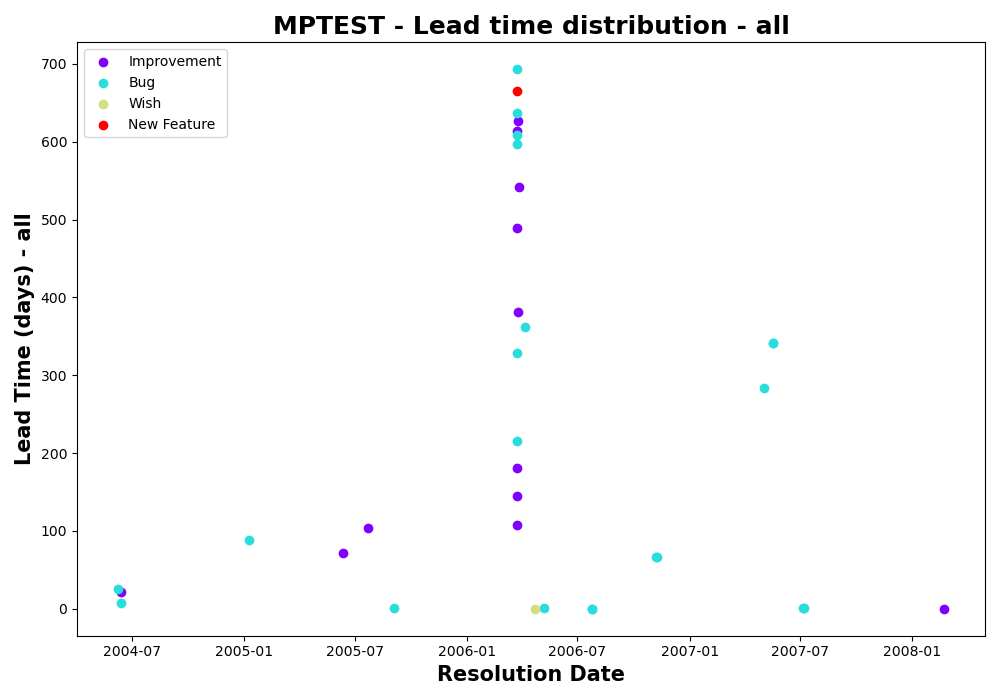 MPTEST - Lead time distribution - all
Improvement
Bug
Wish
New Feature
Lead Time (days) - all
700
600
500
400
300
200
100
0
2004-07
2005-01
2005-07
2006-01
2006-07
2007-01
2007-07
2008-01
Resolution Date